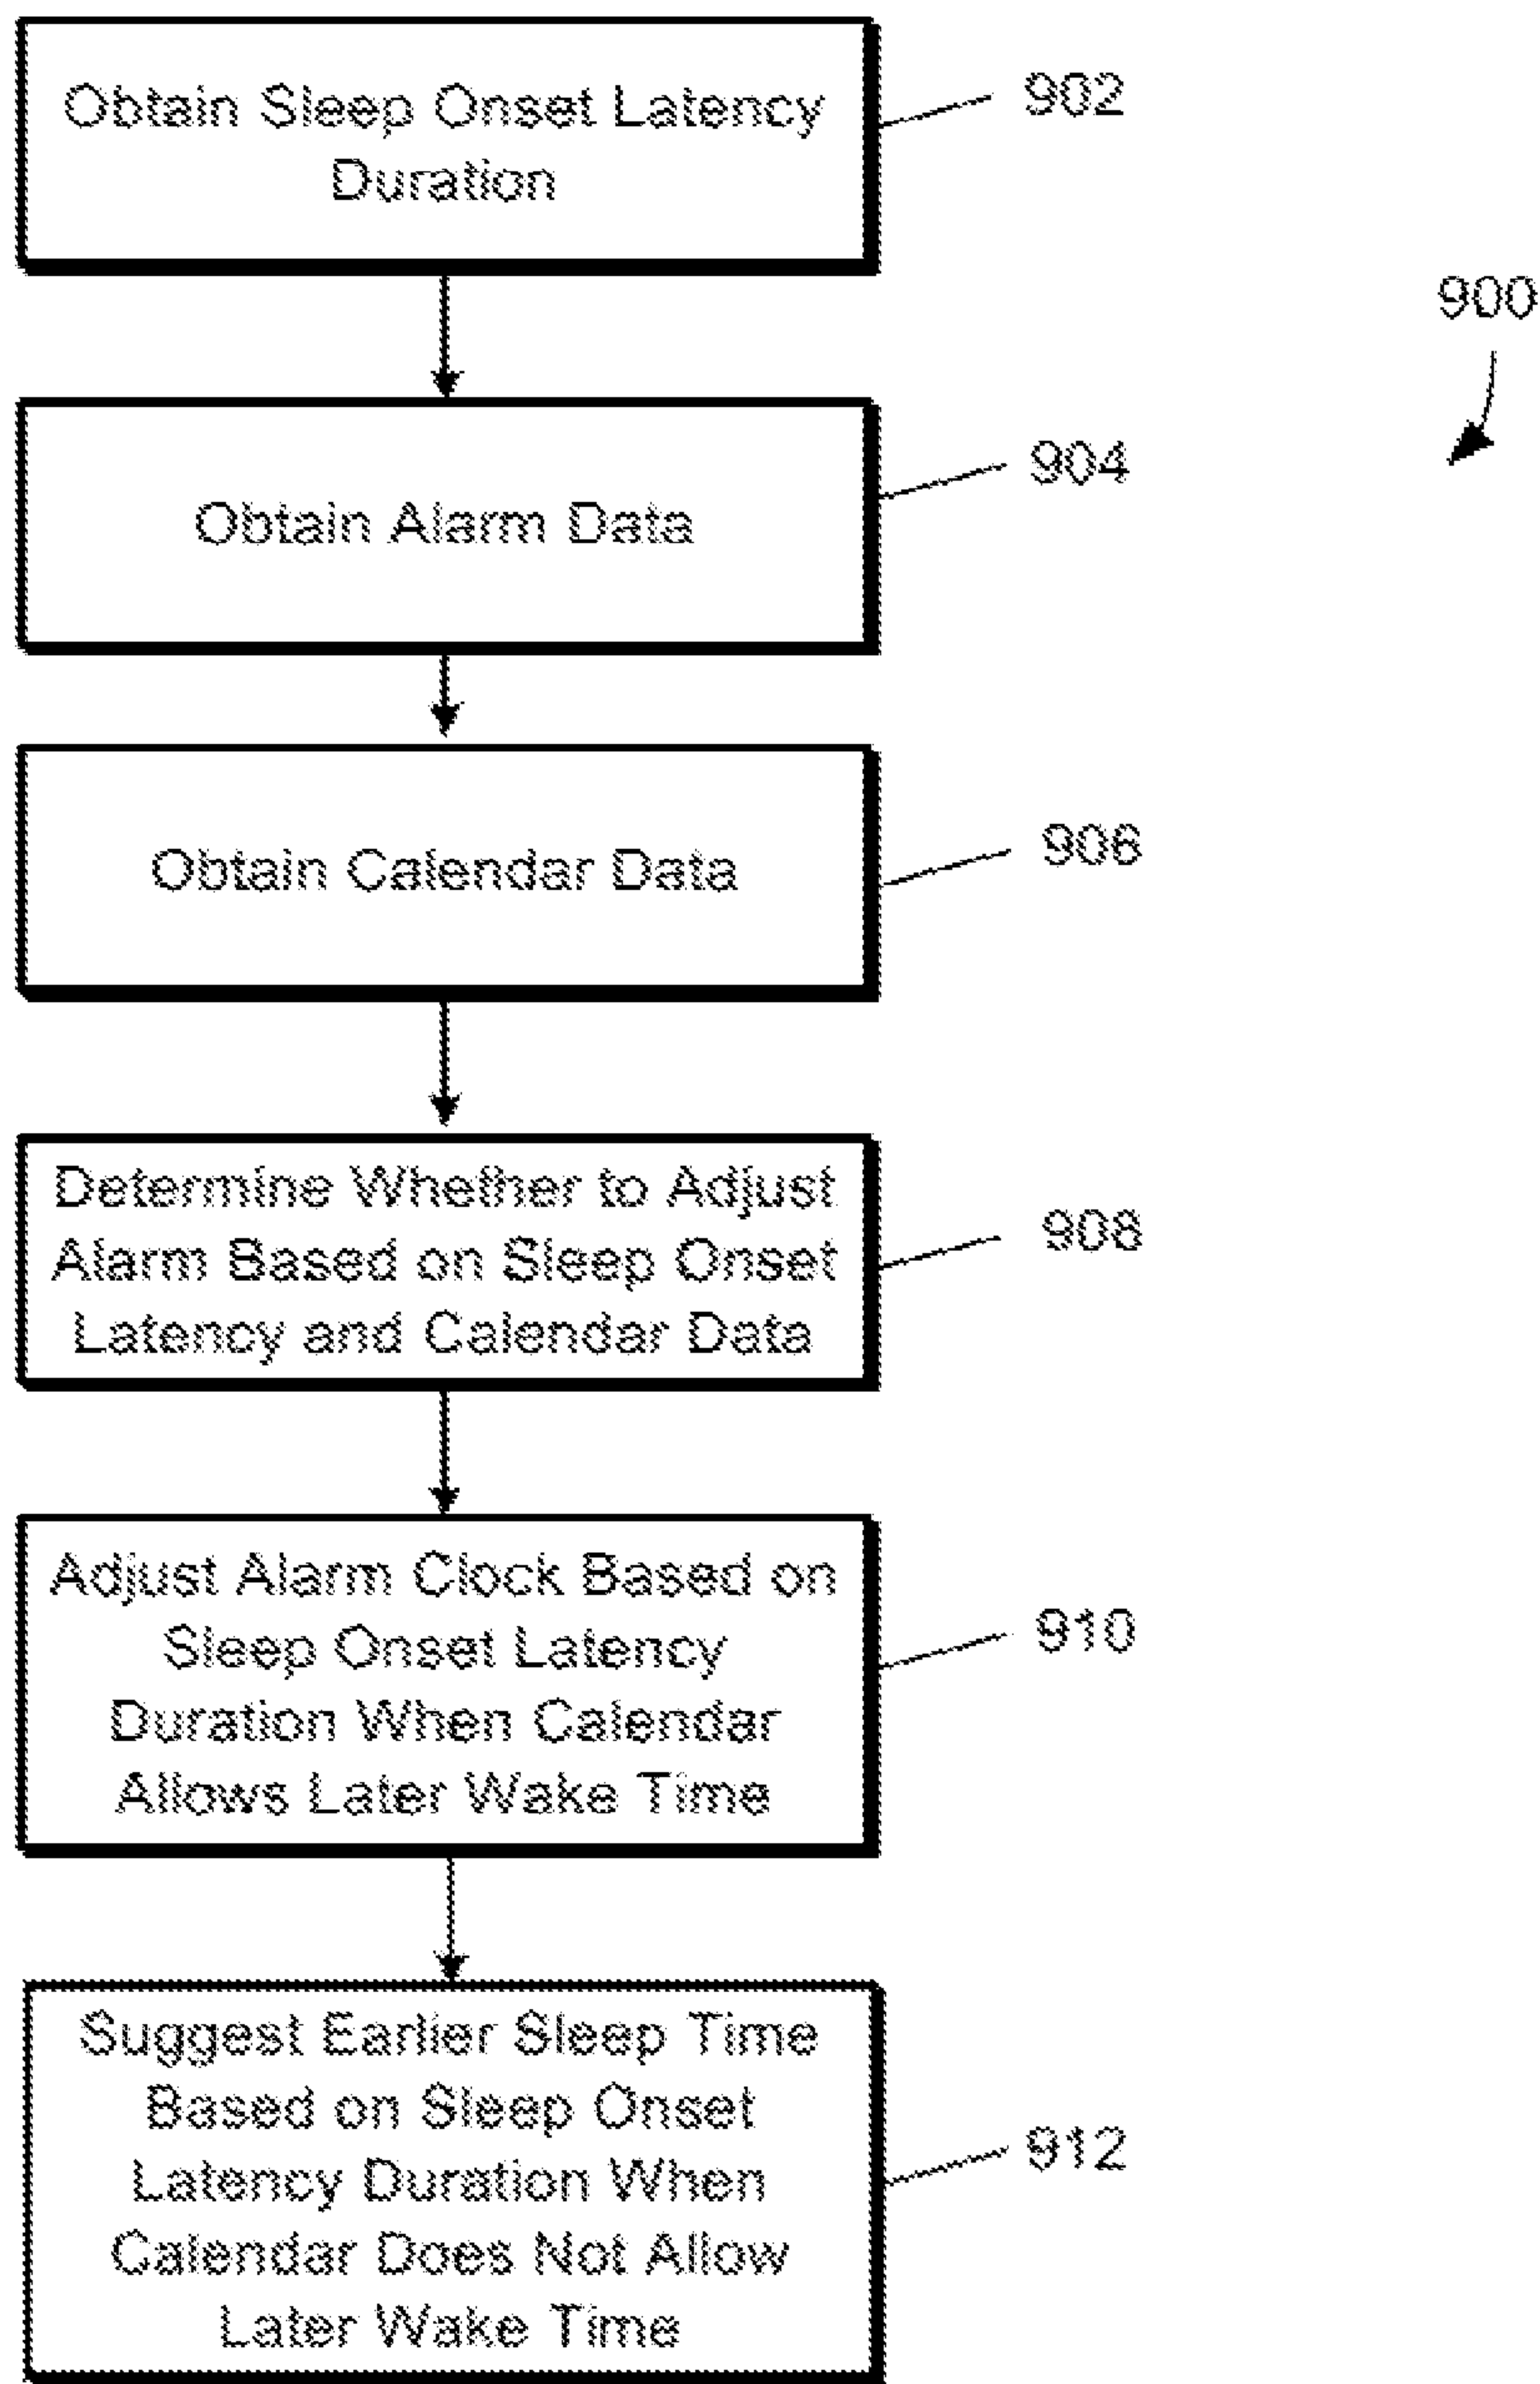 Obtain Sleep Onset Latency
Duration
902
900
Obtain Alarm Data
904
Obtain Calendar Data
906
Determine Whether to Adjust
Alarm Based on Sleep Onset
Latency and Calendar Data
908
Adjust Alarm Clock Based on
Sleep Onset Latency
Duration When Calendar
Allows Later Wake Time
910
Suggest Earlier Sleep Time
Based on Sleep Onset
Latency Duration When
Calendar Does Not Allow
Later Wake Time
912